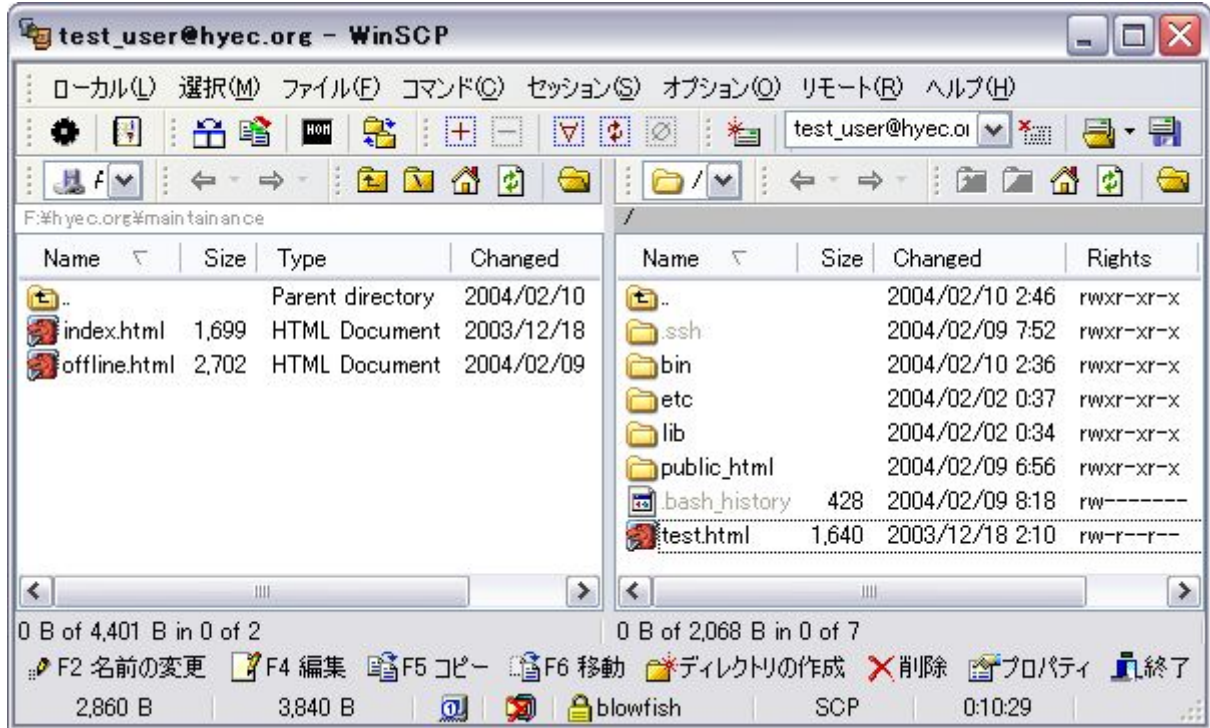 test_user@hyec.org - WinSCP
ローカル(L) 選択(M) ファイル(F) コマンド(C) セッション(S) オプション(O) リモート(R) ヘルプ(H)
test_user@hyec.or
F:¥hyec.org¥maintainance
/
Name Size Type Changed
.. Parent directory 2004/02/10
index.html 1,699 HTML Document 2003/12/18
offline.html 2,702 HTML Document 2004/02/09
0 B of 4,401 B in 0 of 2
/
Name Size Changed Rights
.. 2004/02/10 2:46 rwxr-xr-x
.ssh 2004/02/09 7:52 rwxr-xr-x
bin 2004/02/10 2:36 rwxr-xr-x
etc 2004/02/02 0:37 rwxr-xr-x
lib 2004/02/02 0:34 rwxr-xr-x
public_html 2004/02/09 6:56 rwxr-xr-x
.bash_history 428 2004/02/09 8:18 rw-------
test.html 1,640 2003/12/18 2:10 rw-r--r--
0 B of 2,068 B in 0 of 7
F2 名前の変更 F4 編集 F5 コピー F6 移動 ディレクトリの作成 削除 プロパティ 終了
2,860 B 3,840 B blowfish SCP 0:10:29